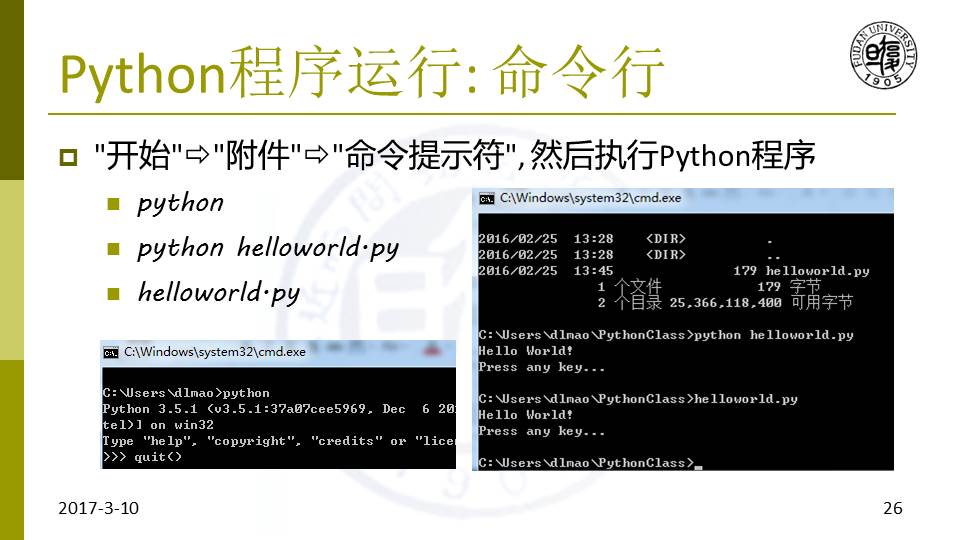 Python程序运行: 命令行
FUDAN UNIVERSITY
1905
"开始"⇨"附件"⇨"命令提示符", 然后执行Python程序
python
python helloworld.py
helloworld.py
C:\Windows\system32\cmd.exe
2016/02/25 13:28 <DIR> .
2016/02/25 13:28 <DIR> ..
2016/02/25 13:45 179 helloworld.py
1 个文件 179 字节
2 个目录 25,366,118,400 可用字节
C:\Users\dlmao\PythonClass>python helloworld.py
Hello World!
Press any key...
C:\Users\dlmao\PythonClass>helloworld.py
Hello World!
Press any key...
C:\Users\dlmao\PythonClass>_
C:\Windows\system32\cmd.exe
C:\Users\dlmao>python
Python 3.5.1 (v3.5.1:37a07cee5969, Dec 6 20
tel)] on win32
Type "help", "copyright", "credits" or "lice
>>> quit()
2017-3-10
26